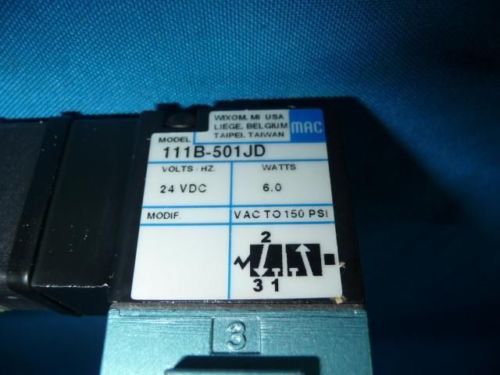 WIXOM, MI USA
LIEGE, BELGIUM
TAIPEI, TAIWAN
MAC
MODEL
111B-501JD
VOLTS HZ
WATTS
24 VDC
6.0
MODIF.
VAC TO 150 PSI
2
3 1
3